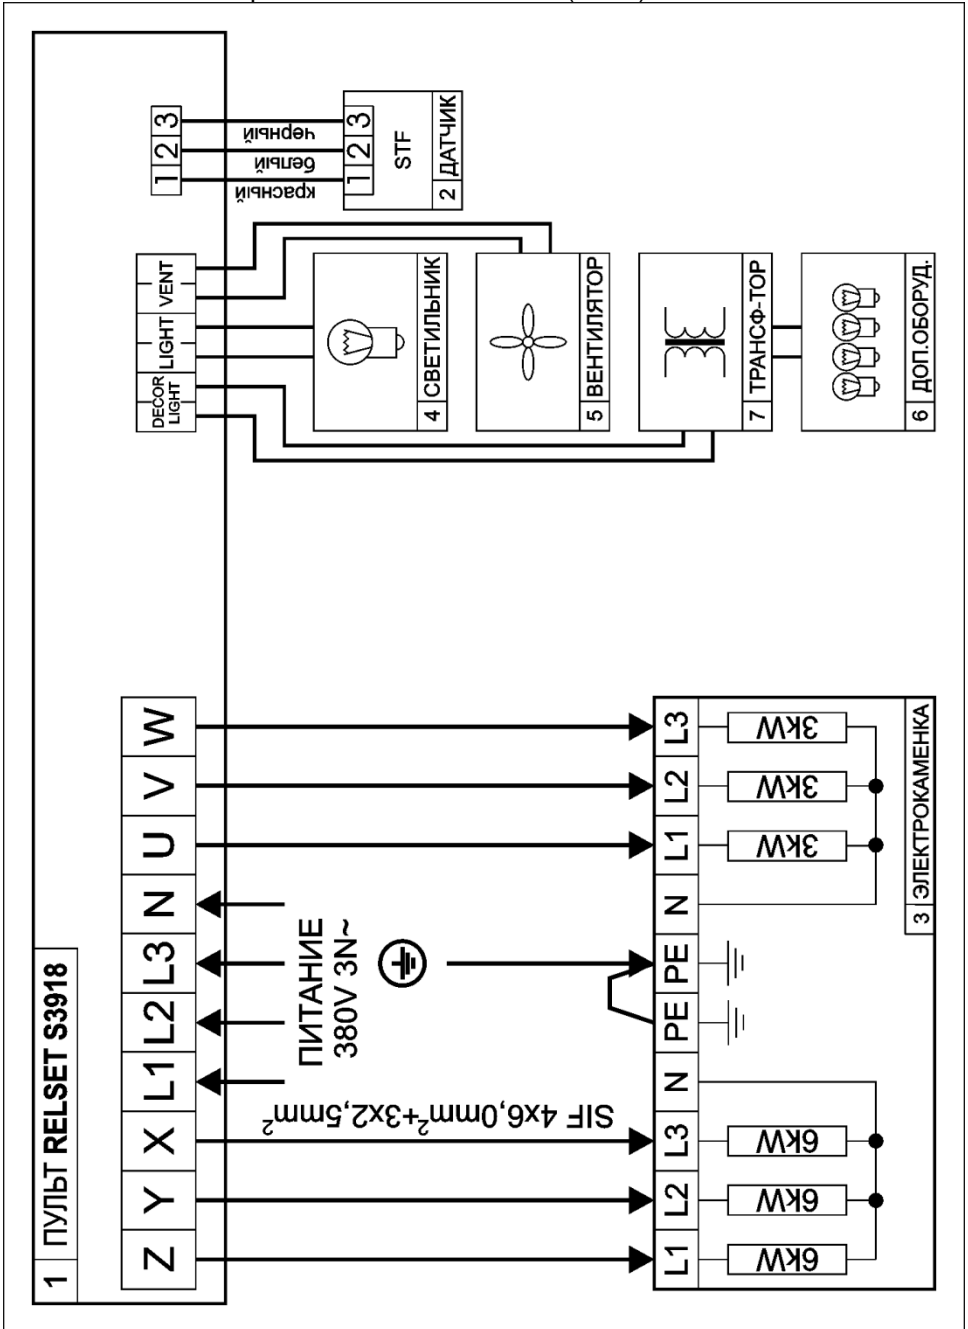 1 ПУЛЬТ RELSET S3918
Z Y X L1 L2 L3 N U V W
DECOR LIGHT
LIGHT
VENT
1 2 3
красный
белый
черный
1 2 3
STF
2 ДАТЧИК
4 СВЕТИЛЬНИК
5 ВЕНТИЛЯТОР
7 ТРАНСФ-ТОР
6 ДОП.ОБОРУД.
ПИТАНИЕ
380V 3N~
SIF 4x6,0mm²+3x2,5mm²
L1 L2 L3 N PE PE N L1 L2 L3
6kW 6kW 6kW 3kW 3kW 3kW
3 ЭЛЕКТРОКАМЕНКА